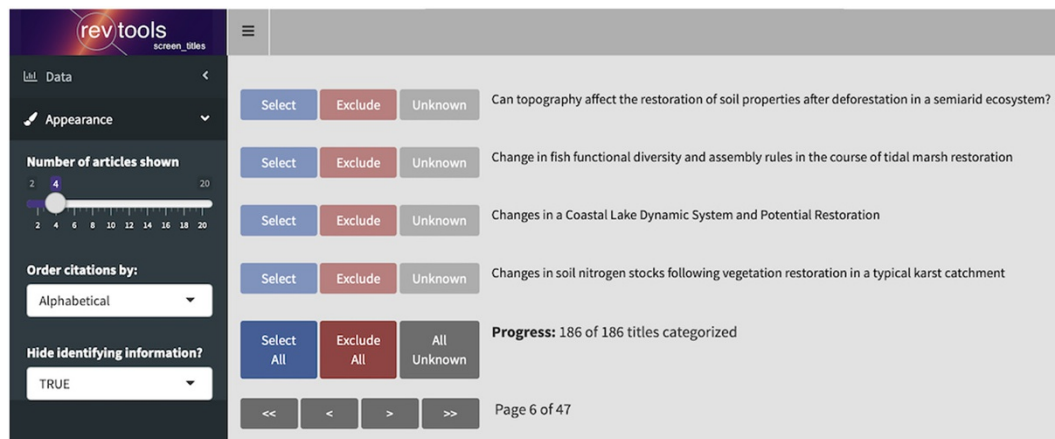 revtools
screen_titles
☰
Data
Appearance
Number of articles shown
2 4 20
2 4 6 8 10 12 14 16 18 20
Order citations by:
Alphabetical
Hide identifying information?
TRUE
Select Exclude Unknown Can topography affect the restoration of soil properties after deforestation in a semiarid ecosystem?
Select Exclude Unknown Change in fish functional diversity and assembly rules in the course of tidal marsh restoration
Select Exclude Unknown Changes in a Coastal Lake Dynamic System and Potential Restoration
Select Exclude Unknown Changes in soil nitrogen stocks following vegetation restoration in a typical karst catchment
Select All Exclude All All Unknown Progress: 186 of 186 titles categorized
<< < > >> Page 6 of 47